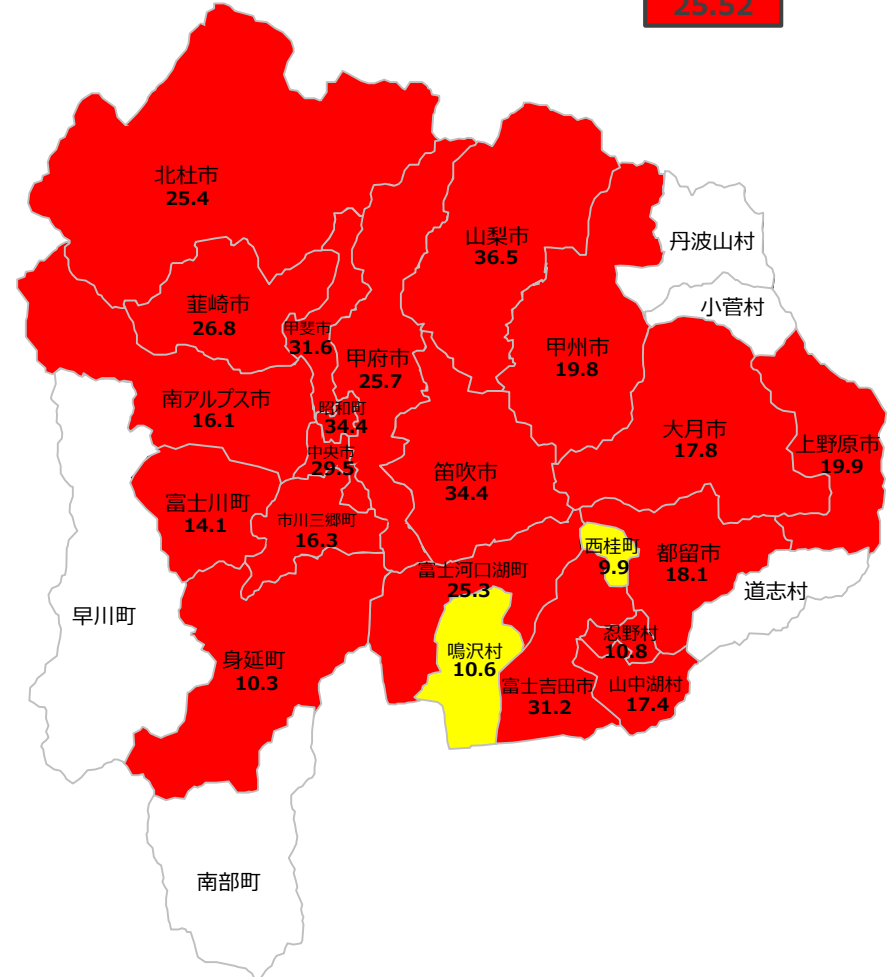 25.52
北杜市
25.4
山梨市
36.5
丹波山村
小菅村
韮崎市
26.8
甲斐市
31.6
甲府市
25.7
甲州市
19.8
南アルプス市
16.1
昭和町
34.4
大月市
17.8
上野原市
19.9
中央市
29.5
笛吹市
34.4
富士川町
14.1
市川三郷町
16.3
西桂町
9.9
都留市
18.1
富士河口湖町
25.3
道志村
早川町
忍野村
10.8
鳴沢村
10.6
身延町
10.3
富士吉田市
31.2
山中湖村
17.4
南部町